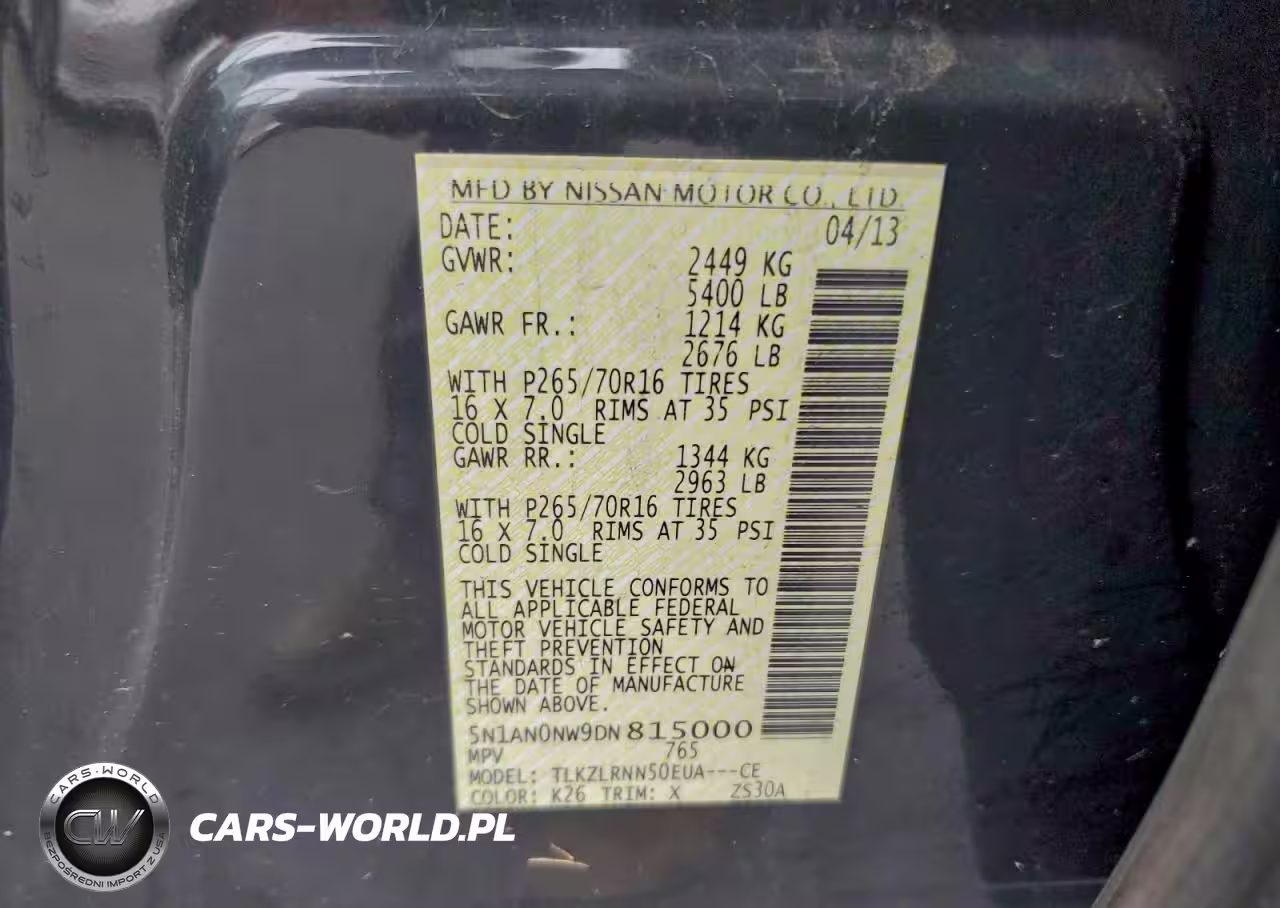 MFD BY NISSAN MOTOR CO., LTD.
DATE: 04/13
GVWR: 2449 KG
5400 LB
GAWR FR.: 1214 KG
2676 LB
WITH P265/70R16 TIRES
16 X 7.0 RIMS AT 35 PSI
COLD SINGLE
GAWR RR.: 1344 KG
2963 LB
WITH P265/70R16 TIRES
16 X 7.0 RIMS AT 35 PSI
COLD SINGLE
THIS VEHICLE CONFORMS TO
ALL APPLICABLE FEDERAL
MOTOR VEHICLE SAFETY AND
THEFT PREVENTION
STANDARDS IN EFFECT ON
THE DATE OF MANUFACTURE
SHOWN ABOVE.
5N1AN0NW9DN815000
MPV 765
MODEL: TLKZLRNN50EUA---CE
COLOR: K26 TRIM: X ZS30A
CARS-WORLD
CW
BEZPOŚREDNI IMPORT Z USA
CARS-WORLD.PL